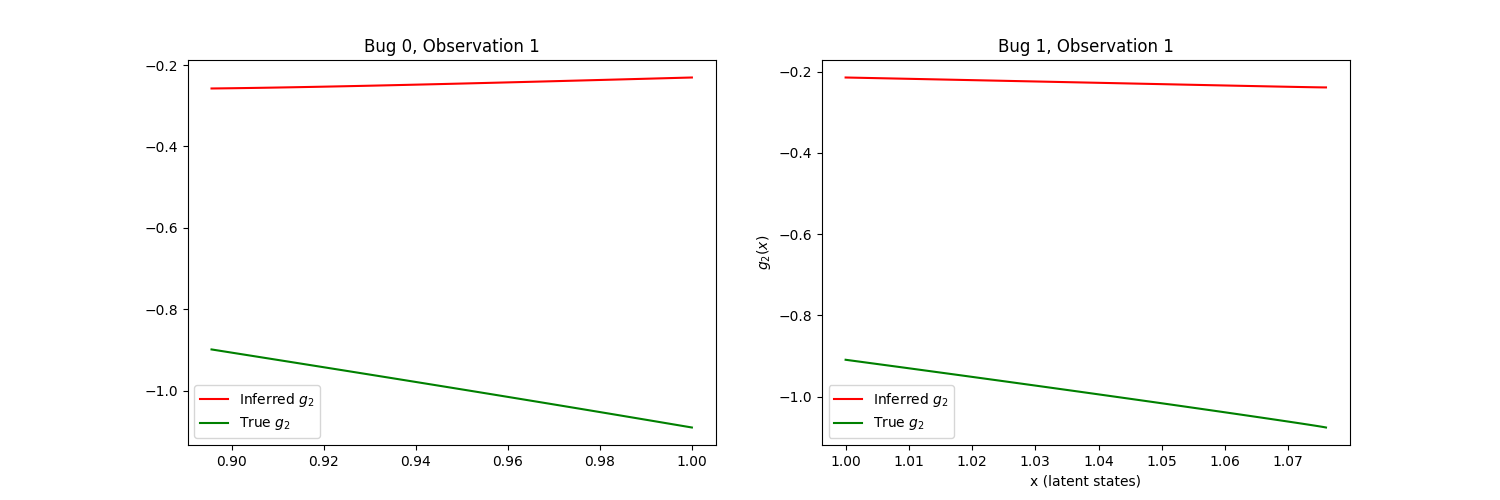 Bug 0, Observation 1
−0.2
−0.4
−0.6
−0.8
−1.0
Inferred g₂
True g₂
0.90 0.92 0.94 0.96 0.98 1.00
Bug 1, Observation 1
g₂(x)
−0.2
−0.4
−0.6
−0.8
−1.0
Inferred g₂
True g₂
1.00 1.01 1.02 1.03 1.04 1.05 1.06 1.07
x (latent states)